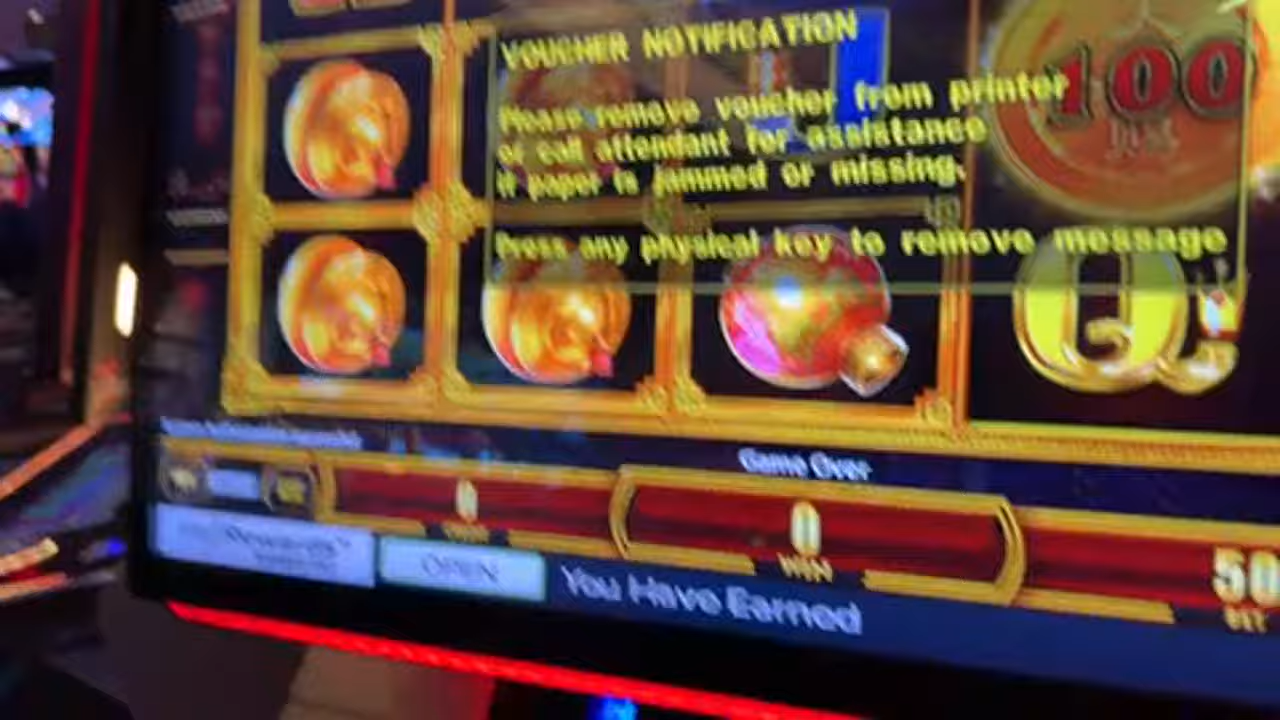 VOUCHER NOTIFICATION
Please remove voucher from printer
or call attendant for assistance
if paper is jammed or missing.
Press any physical key to remove message
100
Q
Game Over
0
0
WIN
50
BET
OPEN
You Have Earned